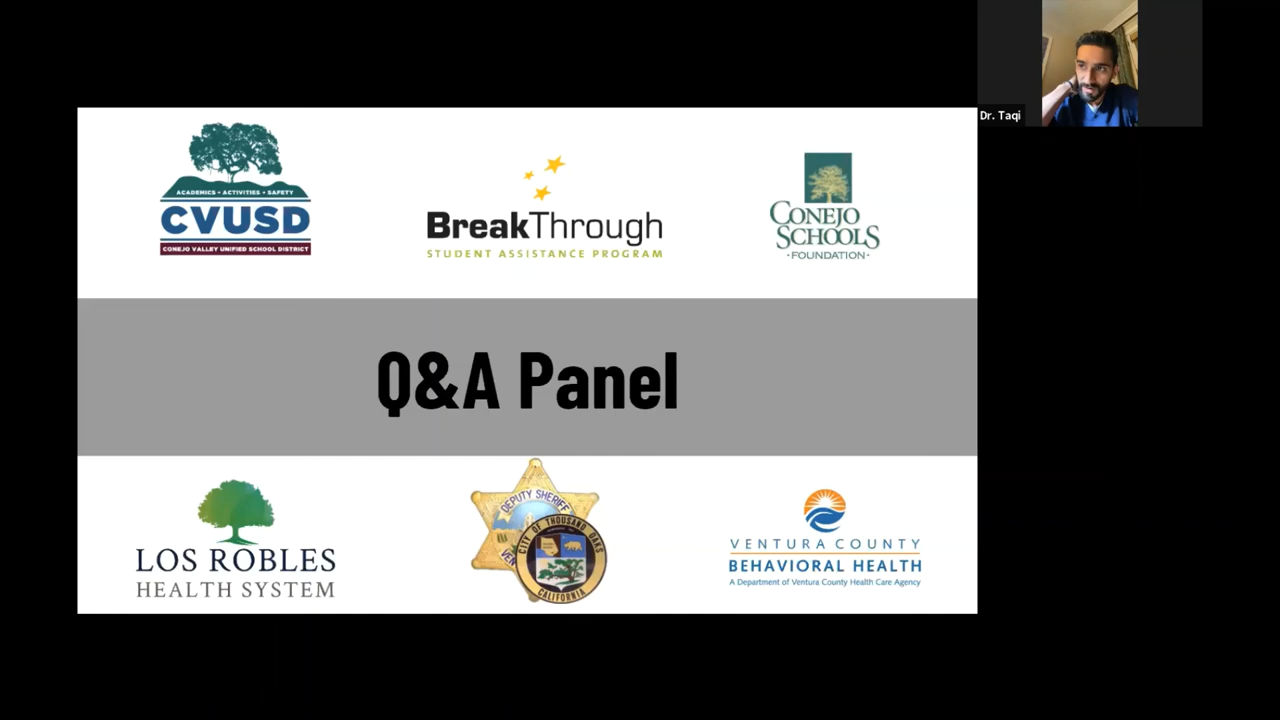 Dr. Taqi
ACADEMICS • ACTIVITIES • SAFETY
CVUSD
CONEJO VALLEY UNIFIED SCHOOL DISTRICT
BreakThrough
STUDENT ASSISTANCE PROGRAM
CONEJO
SCHOOLS
•FOUNDATION•
Q&A Panel
LOS ROBLES
HEALTH SYSTEM
DEPUTY SHERIFF
VEN
CITY OF THOUSAND OAKS
CALIFORNIA
VENTURA COUNTY
BEHAVIORAL HEALTH
A Department of Ventura County Health Care Agency